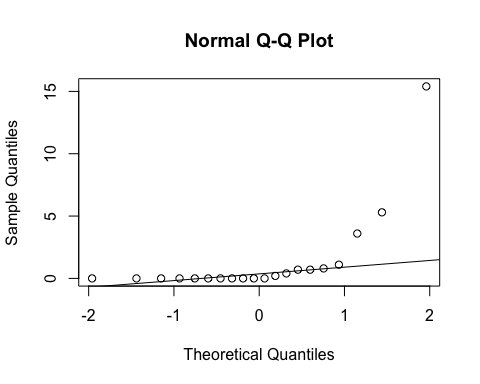 Normal Q-Q Plot
15
10
5
0
Sample Quantiles
-2 -1 0 1 2
Theoretical Quantiles